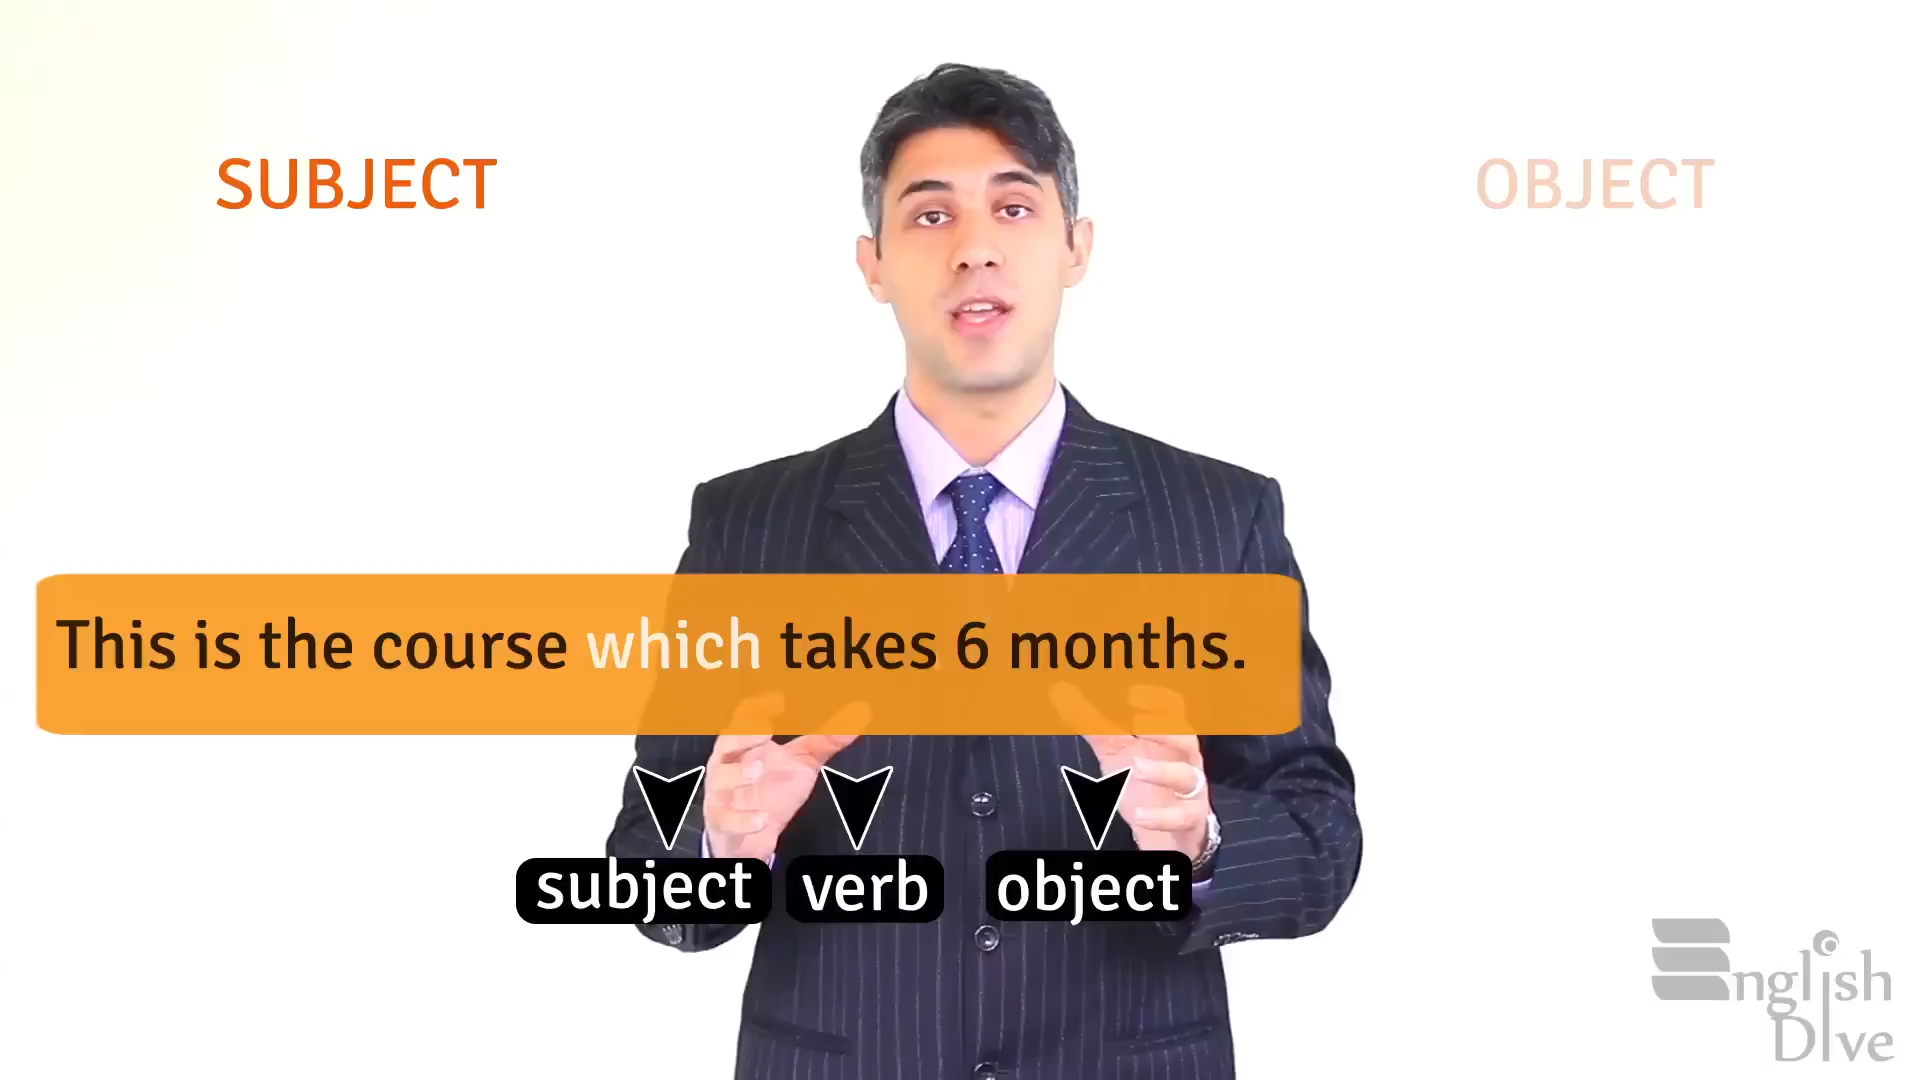 SUBJECT
OBJECT
This is the course which takes 6 months.
subject verb object
English
DIve